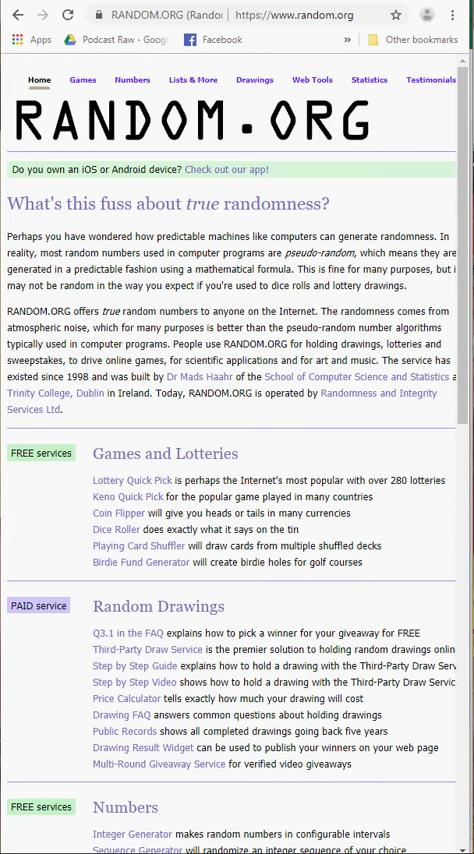 RANDOM.ORG (Rando
https://www.random.org
Apps
Podcast Raw - Goog
Facebook
»
Other bookmarks
Home Games Numbers Lists & More Drawings Web Tools Statistics Testimonials
RANDOM.ORG
Do you own an iOS or Android device? Check out our app!
What's this fuss about true randomness?
Perhaps you have wondered how predictable machines like computers can generate randomness. In
reality, most random numbers used in computer programs are pseudo-random, which means they are
generated in a predictable fashion using a mathematical formula. This is fine for many purposes, but i
may not be random in the way you expect if you're used to dice rolls and lottery drawings.
RANDOM.ORG offers true random numbers to anyone on the Internet. The randomness comes from
atmospheric noise, which for many purposes is better than the pseudo-random number algorithms
typically used in computer programs. People use RANDOM.ORG for holding drawings, lotteries and
sweepstakes, to drive online games, for scientific applications and for art and music. The service has
existed since 1998 and was built by Dr Mads Haahr of the School of Computer Science and Statistics a
Trinity College, Dublin in Ireland. Today, RANDOM.ORG is operated by Randomness and Integrity
Services Ltd.
FREE services
Games and Lotteries
Lottery Quick Pick is perhaps the Internet's most popular with over 280 lotteries
Keno Quick Pick for the popular game played in many countries
Coin Flipper will give you heads or tails in many currencies
Dice Roller does exactly what it says on the tin
Playing Card Shuffler will draw cards from multiple shuffled decks
Birdie Fund Generator will create birdie holes for golf courses
PAID service
Random Drawings
Q3.1 in the FAQ explains how to pick a winner for your giveaway for FREE
Third-Party Draw Service is the premier solution to holding random drawings onlin
Step by Step Guide explains how to hold a drawing with the Third-Party Draw Serv
Step by Step Video shows how to hold a drawing with the Third-Party Draw Servic
Price Calculator tells exactly how much your drawing will cost
Drawing FAQ answers common questions about holding drawings
Public Records shows all completed drawings going back five years
Drawing Result Widget can be used to publish your winners on your web page
Multi-Round Giveaway Service for verified video giveaways
FREE services
Numbers
Integer Generator makes random numbers in configurable intervals
Sequence Generator will randomize an integer sequence of your choice